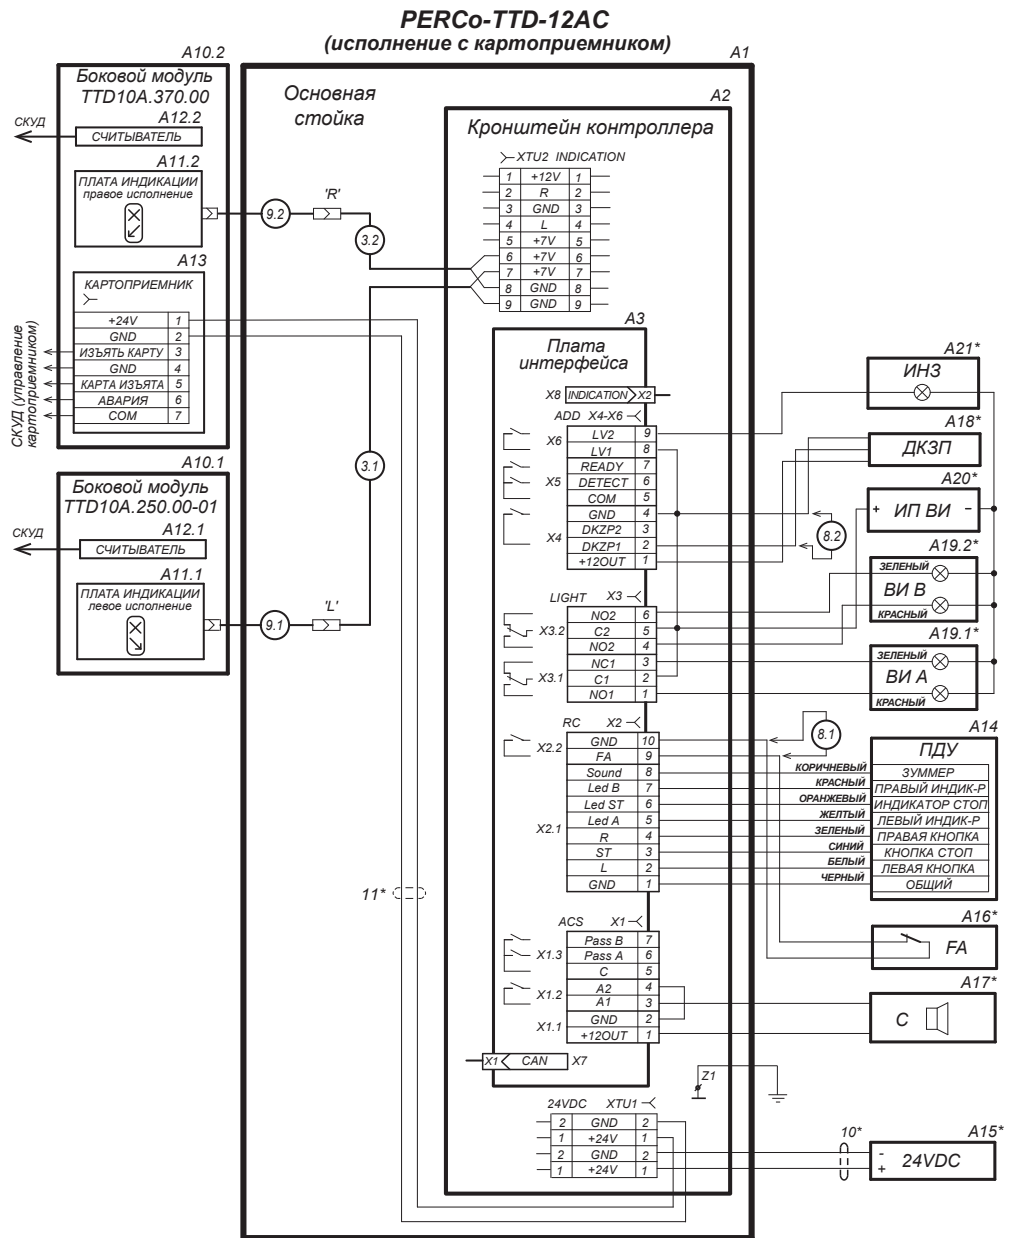 PERCo-TTD-12AC
(исполнение с картоприемником)
A10.2
Боковой модуль
TTD10A.370.00
СКУД
A12.2
СЧИТЫВАТЕЛЬ
A11.2
ПЛАТА ИНДИКАЦИИ
правое исполнение
9.2
'R'
3.2
A13
КАРТОПРИЕМНИК
+24V 1
GND 2
ИЗЪЯТЬ КАРТУ 3
GND 4
КАРТА ИЗЪЯТА 5
АВАРИЯ 6
COM 7
СКУД (управление
картоприемником)
A10.1
Боковой модуль
TTD10A.250.00-01
СКУД
A12.1
СЧИТЫВАТЕЛЬ
A11.1
ПЛАТА ИНДИКАЦИИ
левое исполнение
9.1
'L'
3.1
11*
A1
Основная
стойка
A2
Кронштейн контроллера
XTU2 INDICATION
1 +12V 1
2 R 2
3 GND 3
4 L 4
5 +7V 5
6 +7V 6
7 +7V 7
8 GND 8
9 GND 9
A3
Плата
интерфейса
X8 INDICATION X2
ADD X4-X6
X6
LV2 9
LV1 8
X5
READY 7
DETECT 6
COM 5
X4
GND 4
DKZP2 3
DKZP1 2
+12OUT 1
LIGHT X3
X3.2
NO2 6
C2 5
NO2 4
X3.1
NC1 3
C1 2
NO1 1
RC X2
X2.2
GND 10
FA 9
X2.1
Sound 8
Led B 7
Led ST 6
Led A 5
R 4
ST 3
L 2
GND 1
ACS X1
X1.3
Pass B 7
Pass A 6
C 5
X1.2
A2 4
A1 3
X1.1
GND 2
+12OUT 1
X1 CAN X7
Z1
24VDC XTU1
2 GND 2
1 +24V 1
2 GND 2
1 +24V 1
A21*
ИНЗ
A18*
ДКЗП
A20*
+ ИП ВИ -
8.2
A19.2*
ЗЕЛЕНЫЙ
ВИ В
КРАСНЫЙ
A19.1*
ЗЕЛЕНЫЙ
ВИ А
КРАСНЫЙ
8.1
A14
ПДУ
КОРИЧНЕВЫЙ ЗУММЕР
КРАСНЫЙ ПРАВЫЙ ИНДИК-Р
ОРАНЖЕВЫЙ ИНДИКАТОР СТОП
ЖЕЛТЫЙ ЛЕВЫЙ ИНДИК-Р
ЗЕЛЕНЫЙ ПРАВАЯ КНОПКА
СИНИЙ КНОПКА СТОП
БЕЛЫЙ ЛЕВАЯ КНОПКА
ЧЕРНЫЙ ОБЩИЙ
A16*
FA
A17*
C
10*
A15*
-
+
24VDC